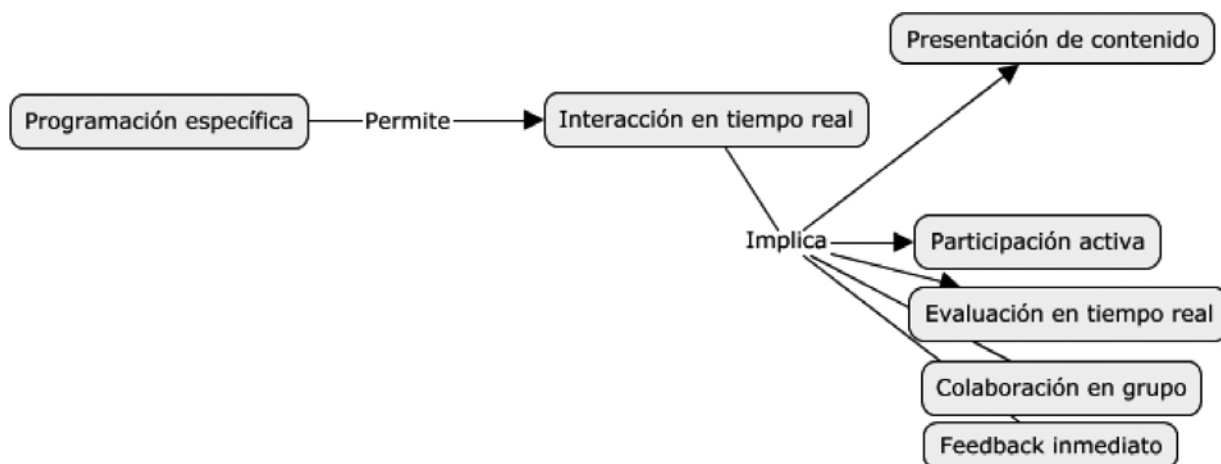 Presentación de contenido
Programación específica
Permite
Interacción en tiempo real
Implica
Participación activa
Evaluación en tiempo real
Colaboración en grupo
Feedback inmediato